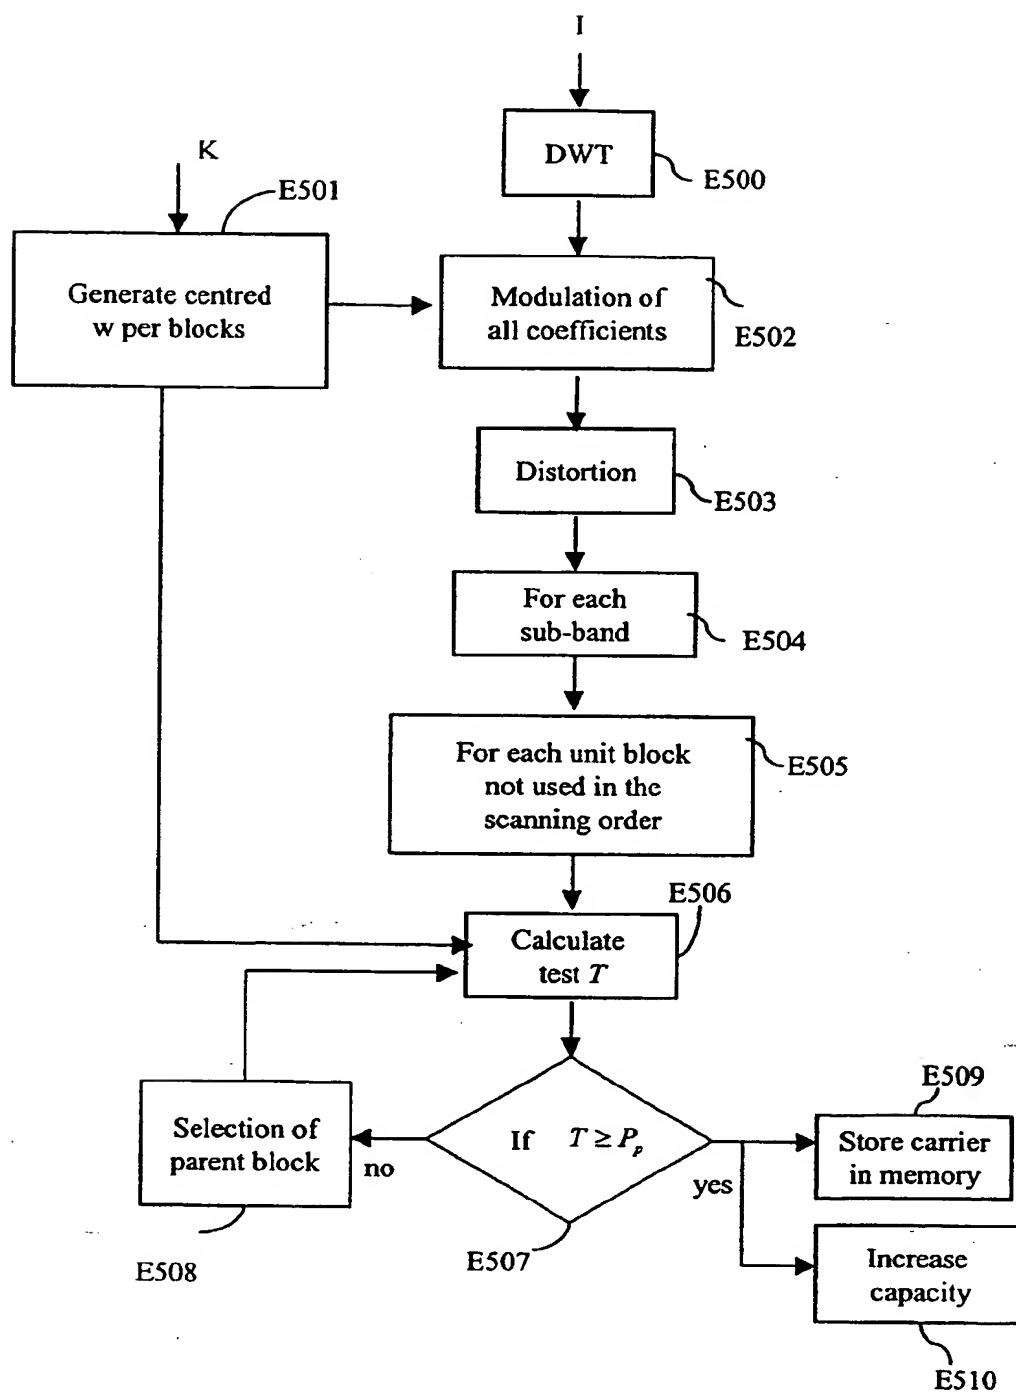 I
DWT
E500
K
E501
Generate centred
w per blocks
Modulation of
all coefficients
E502
Distortion
E503
For each
sub-band
E504
For each unit block
not used in the
scanning order
E505
E506
Calculate
test T
If T ≥ Pp
no
yes
E507
Selection of
parent block
E508
E509
Store carrier
in memory
Increase
capacity
E510